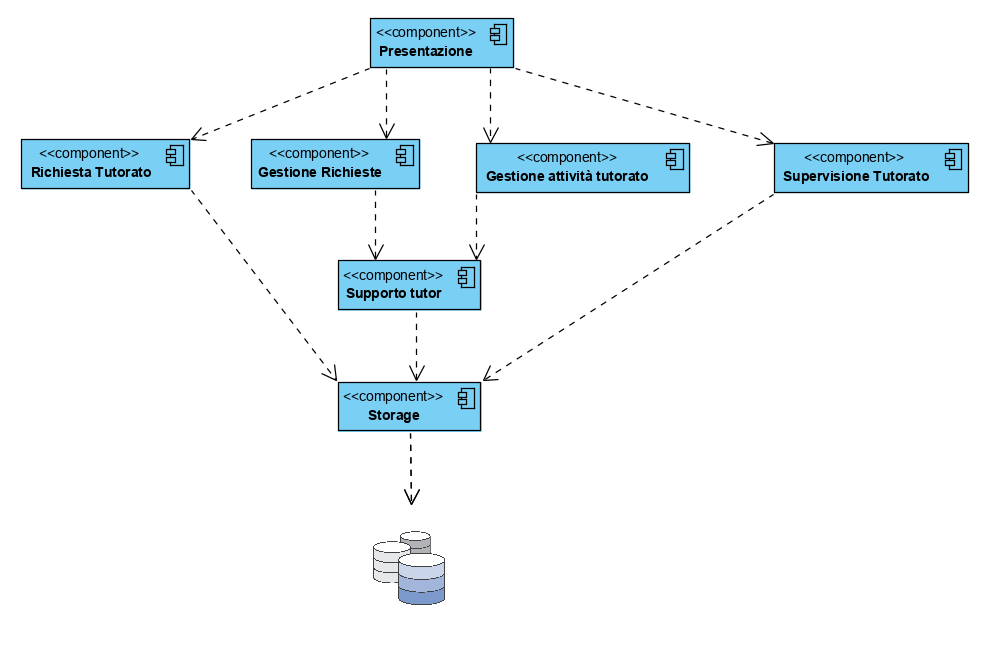 <<component>>
Presentazione
<<component>>
Richiesta Tutorato
<<component>>
Gestione Richieste
<<component>>
Gestione attività tutorato
<<component>>
Supervisione Tutorato
<<component>>
Supporto tutor
<<component>>
Storage